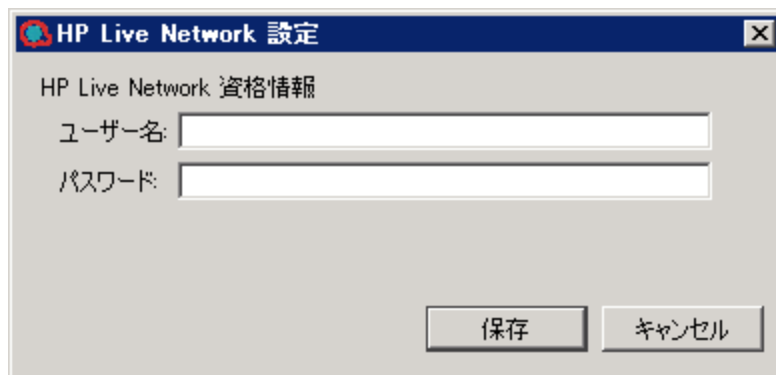 HP Live Network 設定
HP Live Network 資格情報
ユーザー名:
パスワード:
保存 キャンセル